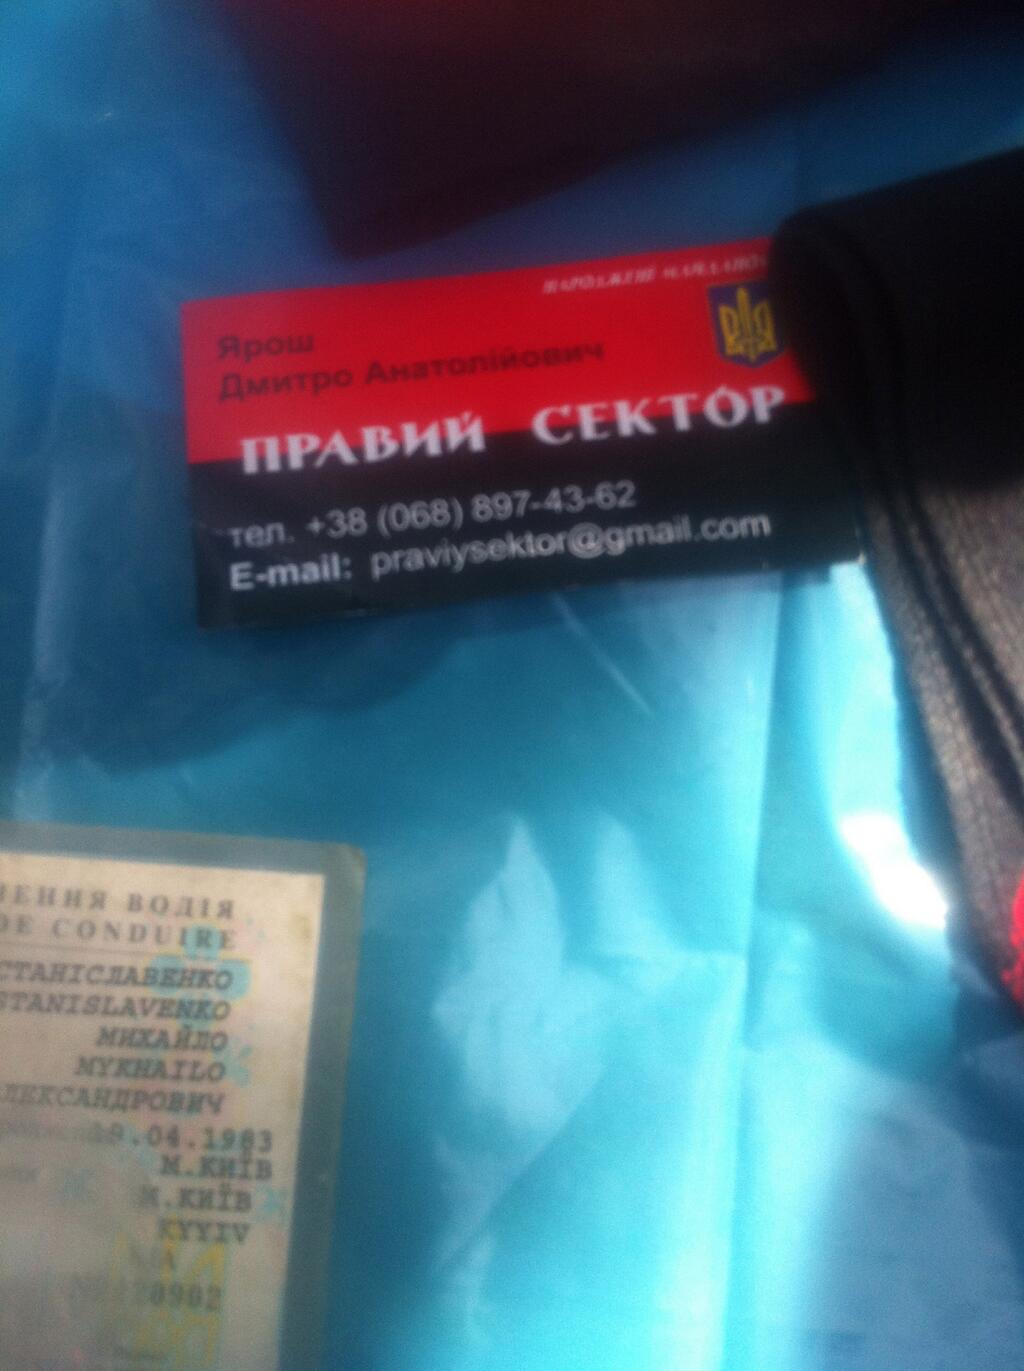 Ярош
Дмитро Анатолійович
ПРАВИЙ СЕКТОР
тел. +38 (068) 897-43-62
E-mail: praviysektor@gmail.com
ВОДІЯ
DE CONDUIRE
СТАНІСЛАВЕНКО
STANISLAVENKO
МИХАЙЛО
MYKHAILO
ЛЕКСАНДРОВИЧ
19.04.1983
М.КИЇВ
М.КИЇВ
KYYIV